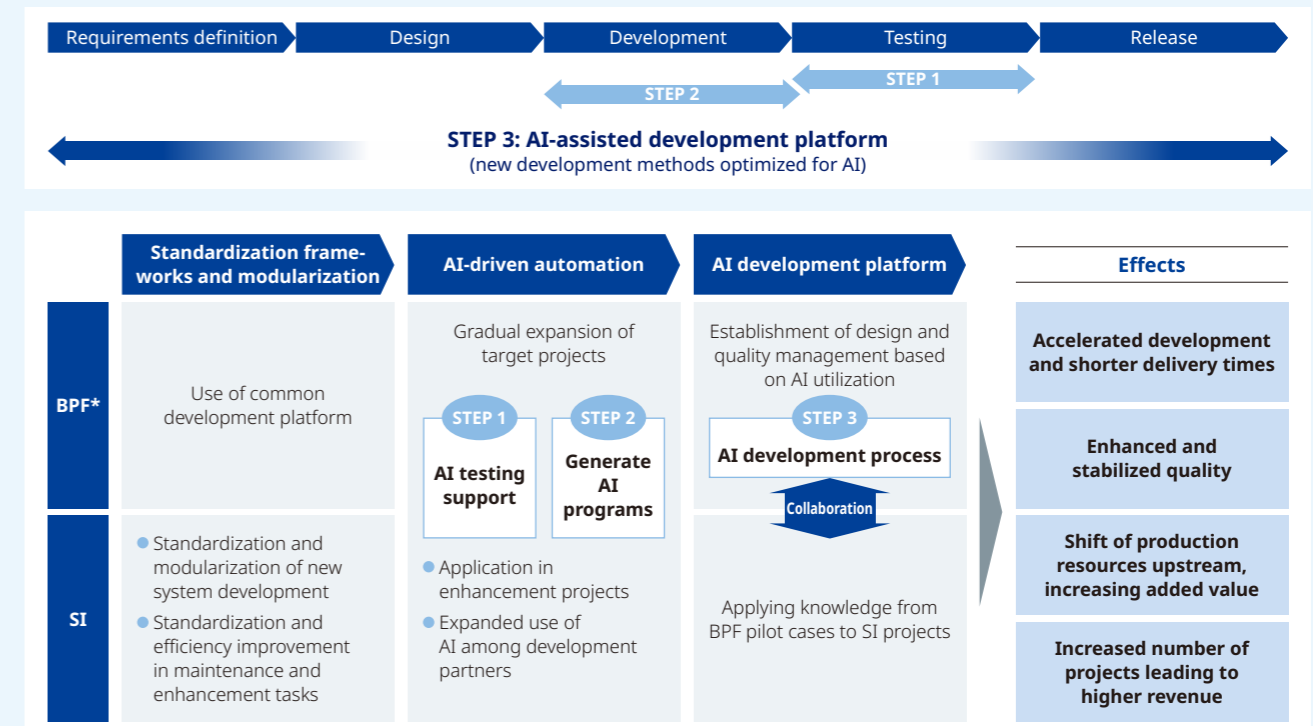 Requirements definition
Design
Development
Testing
Release
STEP 1
STEP 2
STEP 3: AI-assisted development platform
(new development methods optimized for AI)
Standardization frame-
works and modularization
AI-driven automation
AI development platform
Effects
BPF*
Use of common
development platform
Gradual expansion of
target projects
STEP 1
AI testing
support
STEP 2
Generate
AI
programs
Establishment of design and
quality management based
on AI utilization
STEP 3
AI development process
Collaboration
SI
Standardization and
modularization of new
system development
Standardization and
efficiency improvement
in maintenance and
enhancement tasks
Application in
enhancement projects
Expanded use of
AI among development
partners
Applying knowledge from
BPF pilot cases to SI projects
Accelerated development
and shorter delivery times
Enhanced and
stabilized quality
Shift of production
resources upstream,
increasing added value
Increased number of
projects leading to
higher revenue